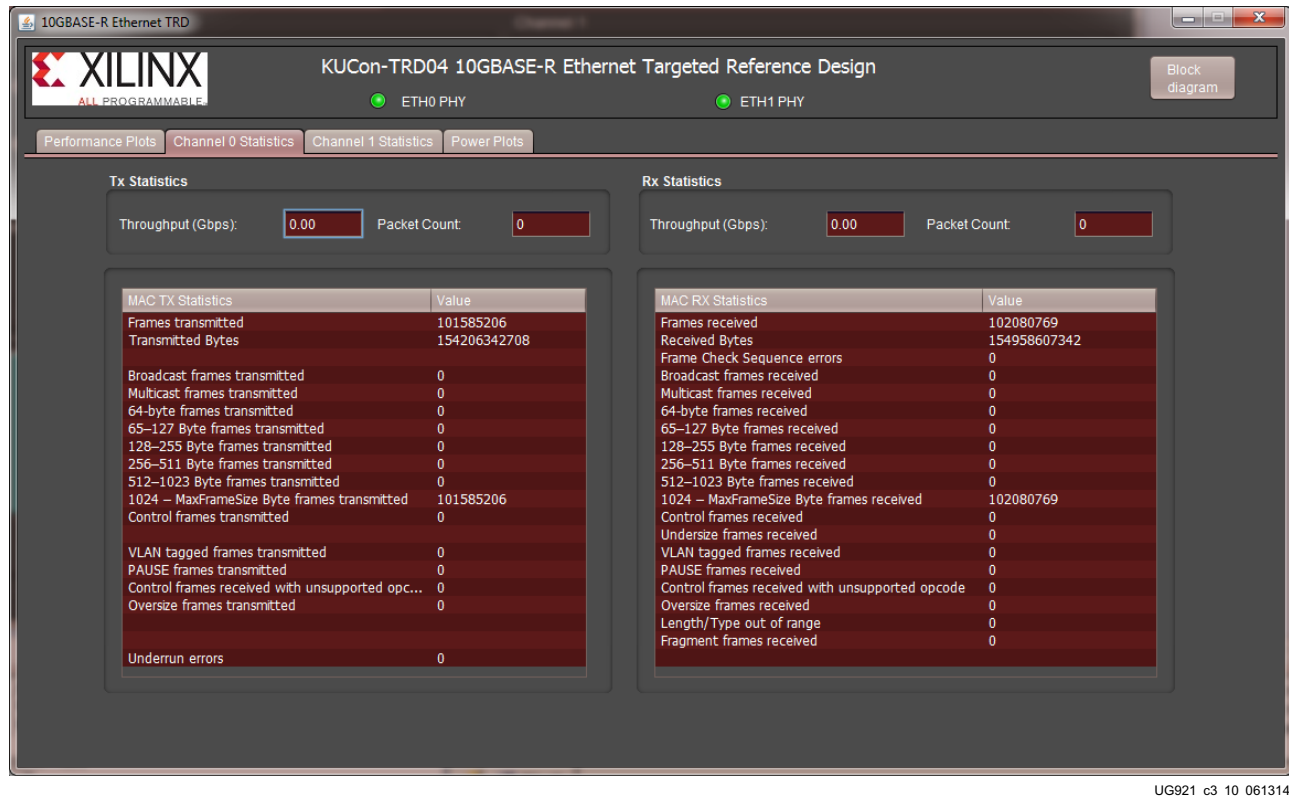 10GBASE-R Ethernet TRD
XILINX
ALL PROGRAMMABLE.
KUCon-TRD04 10GBASE-R Ethernet Targeted Reference Design
ETH0 PHY
ETH1 PHY
Block
diagram
Performance Plots
Channel 0 Statistics
Channel 1 Statistics
Power Plots
Tx Statistics
Throughput (Gbps): 0.00 Packet Count: 0
MAC TX Statistics Value
Frames transmitted 101585206
Transmitted Bytes 154206342708
Broadcast frames transmitted 0
Multicast frames transmitted 0
64-byte frames transmitted 0
65–127 Byte frames transmitted 0
128–255 Byte frames transmitted 0
256–511 Byte frames transmitted 0
512–1023 Byte frames transmitted 0
1024 – MaxFrameSize Byte frames transmitted 101585206
Control frames transmitted 0
VLAN tagged frames transmitted 0
PAUSE frames transmitted 0
Control frames received with unsupported opc... 0
Oversize frames transmitted 0
Underrun errors 0
Rx Statistics
Throughput (Gbps): 0.00 Packet Count: 0
MAC RX Statistics Value
Frames received 102080769
Received Bytes 154958607342
Frame Check Sequence errors 0
Broadcast frames received 0
Multicast frames received 0
64-byte frames received 0
65–127 Byte frames received 0
128–255 Byte frames received 0
256–511 Byte frames received 0
512–1023 Byte frames received 0
1024 – MaxFrameSize Byte frames received 102080769
Control frames received 0
Undersize frames received 0
VLAN tagged frames received 0
PAUSE frames received 0
Control frames received with unsupported opcode 0
Oversize frames received 0
Length/Type out of range 0
Fragment frames received 0
UG921_c3_10_061314